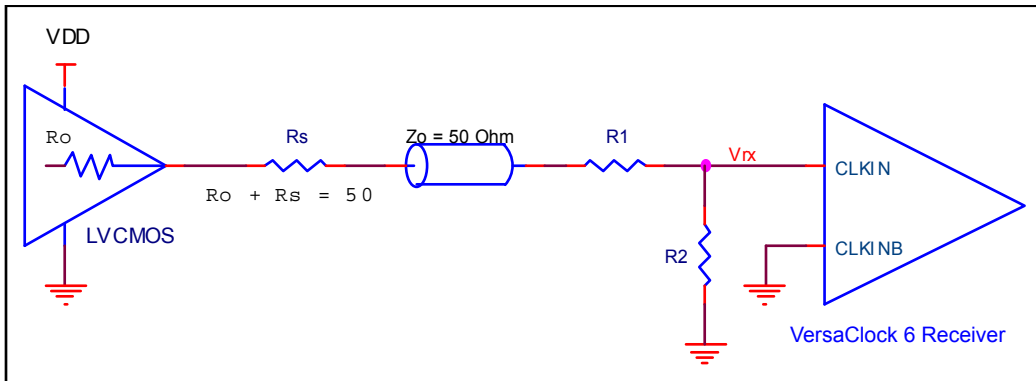 VDD
Ro
Rs
Zo = 50 Ohm
R1
Vrx
CLKIN
Ro + Rs = 50
LVCMOS
R2
CLKINB
VersaClock 6 Receiver